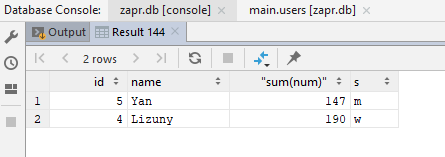 Database Console: zapr.db [console] × main.users [zapr.db] ×
Output Result 144 ×
2 rows
id name "sum(num)" s
1 5 Yan 147 m
2 4 Lizuny 190 w